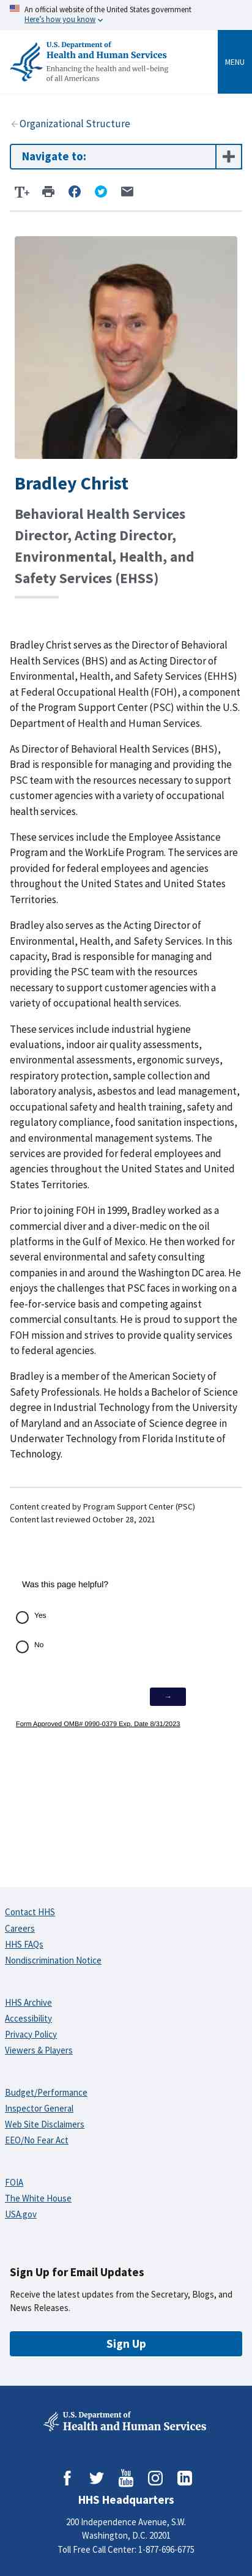 An official website of the United States government
Here's how you know
U.S. Department of
Health and Human Services
Enhancing the health and well-being
of all Americans
MENU
Organizational Structure
Navigate to:
Bradley Christ
Behavioral Health Services
Director, Acting Director,
Environmental, Health, and
Safety Services (EHSS)
Bradley Christ serves as the Director of Behavioral
Health Services (BHS) and as Acting Director of
Environmental, Health, and Safety Services (EHHS)
at Federal Occupational Health (FOH), a component
of the Program Support Center (PSC) within the U.S.
Department of Health and Human Services.
As Director of Behavioral Health Services (BHS),
Brad is responsible for managing and providing the
PSC team with the resources necessary to support
customer agencies with a variety of occupational
health services.
These services include the Employee Assistance
Program and the WorkLife Program. The services are
provided for federal employees and agencies
throughout the United States and United States
Territories.
Bradley also serves as the Acting Director of
Environmental, Health, and Safety Services. In this
capacity, Brad is responsible for managing and
providing the PSC team with the resources
necessary to support customer agencies with a
variety of occupational health services.
These services include industrial hygiene
evaluations, indoor air quality assessments,
environmental assessments, ergonomic surveys,
respiratory protection, sample collection and
laboratory analysis, asbestos and lead management,
occupational safety and health training, safety and
regulatory compliance, food sanitation inspections,
and environmental management systems. The
services are provided for federal employees and
agencies throughout the United States and United
States Territories.
Prior to joining FOH in 1999, Bradley worked as a
commercial diver and a diver-medic on the oil
platforms in the Gulf of Mexico. He then worked for
several environmental and safety consulting
companies in and around the Washington DC area. He
enjoys the challenges that PSC faces in working on a
fee-for-service basis and competing against
commercial consultants. He is proud to support the
FOH mission and strives to provide quality services
to federal agencies.
Bradley is a member of the American Society of
Safety Professionals. He holds a Bachelor of Science
degree in Industrial Technology from the University
of Maryland and an Associate of Science degree in
Underwater Technology from Florida Institute of
Technology.
Content created by Program Support Center (PSC)
Content last reviewed October 28, 2021
Was this page helpful?
Yes
No
→
Form Approved OMB# 0990-0379 Exp. Date 8/31/2023
Contact HHS
Careers
HHS FAQs
Nondiscrimination Notice
HHS Archive
Accessibility
Privacy Policy
Viewers & Players
Budget/Performance
Inspector General
Web Site Disclaimers
EEO/No Fear Act
FOIA
The White House
USA.gov
Sign Up for Email Updates
Receive the latest updates from the Secretary, Blogs, and
News Releases.
Sign Up
U.S. Department of
Health and Human Services
HHS Headquarters
200 Independence Avenue, S.W.
Washington, D.C. 20201
Toll Free Call Center: 1-877-696-6775